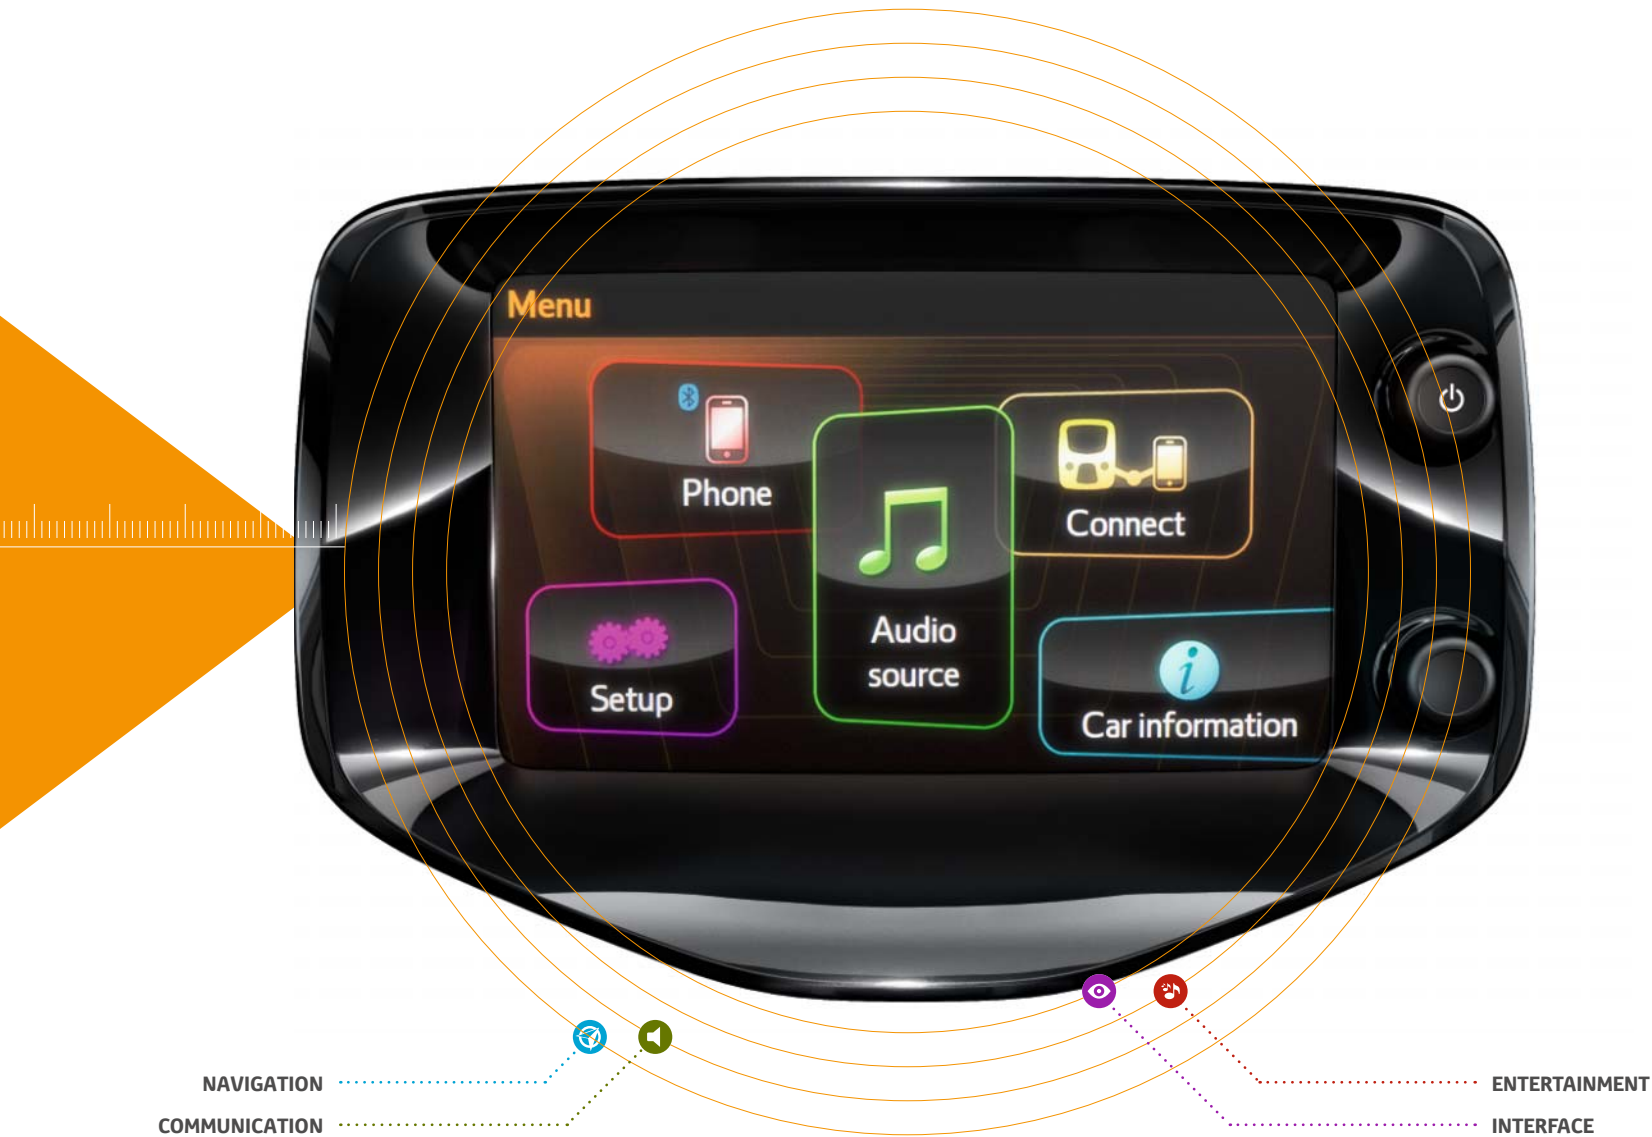 Menu
Phone
Connect
Audio
source
Setup
Car information
NAVIGATION
COMMUNICATION
ENTERTAINMENT
INTERFACE